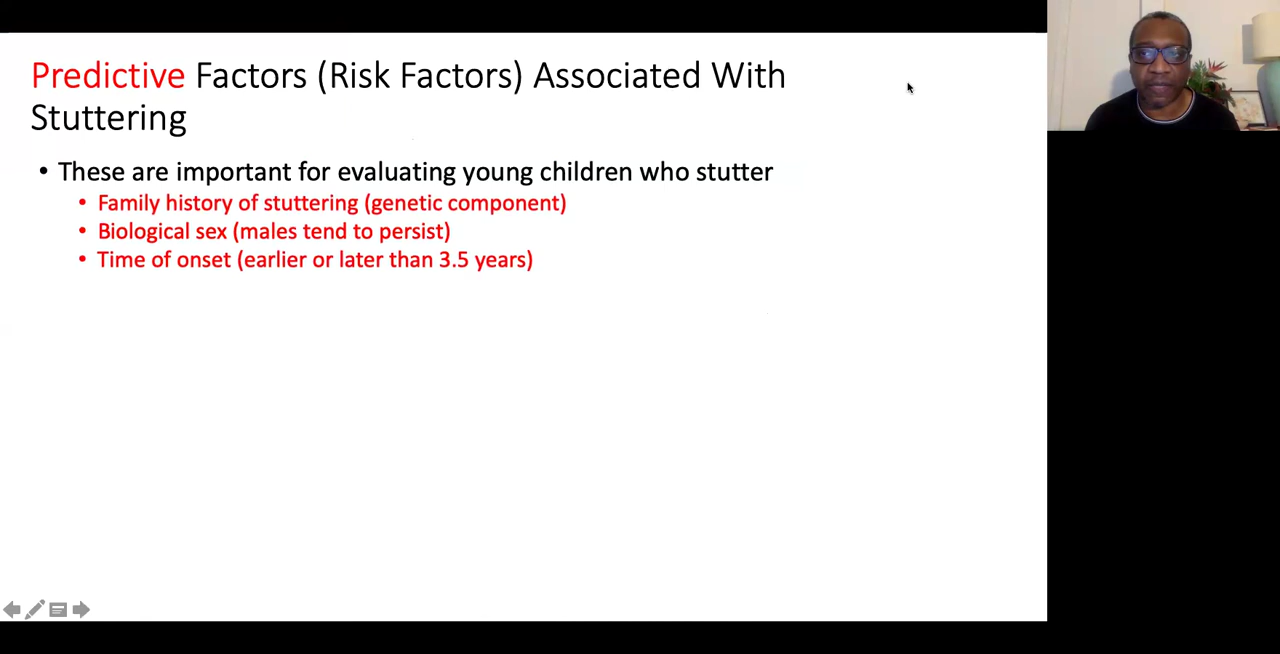 Predictive Factors (Risk Factors) Associated With
Stuttering
• These are important for evaluating young children who stutter
• Family history of stuttering (genetic component)
• Biological sex (males tend to persist)
• Time of onset (earlier or later than 3.5 years)